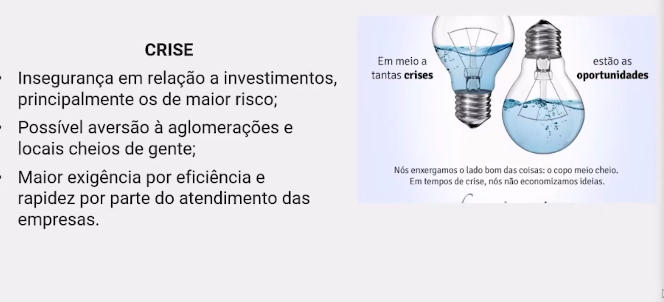 CRISE
• Insegurança em relação a investimentos,
principalmente os de maior risco;
• Possível aversão à aglomerações e
locais cheios de gente;
• Maior exigência por eficiência e
rapidez por parte do atendimento das
empresas.
Em meio a
tantas crises
estão as
oportunidades
Nós enxergamos o lado bom das coisas: o copo meio cheio.
Em tempos de crise, nós não economizamos ideias.